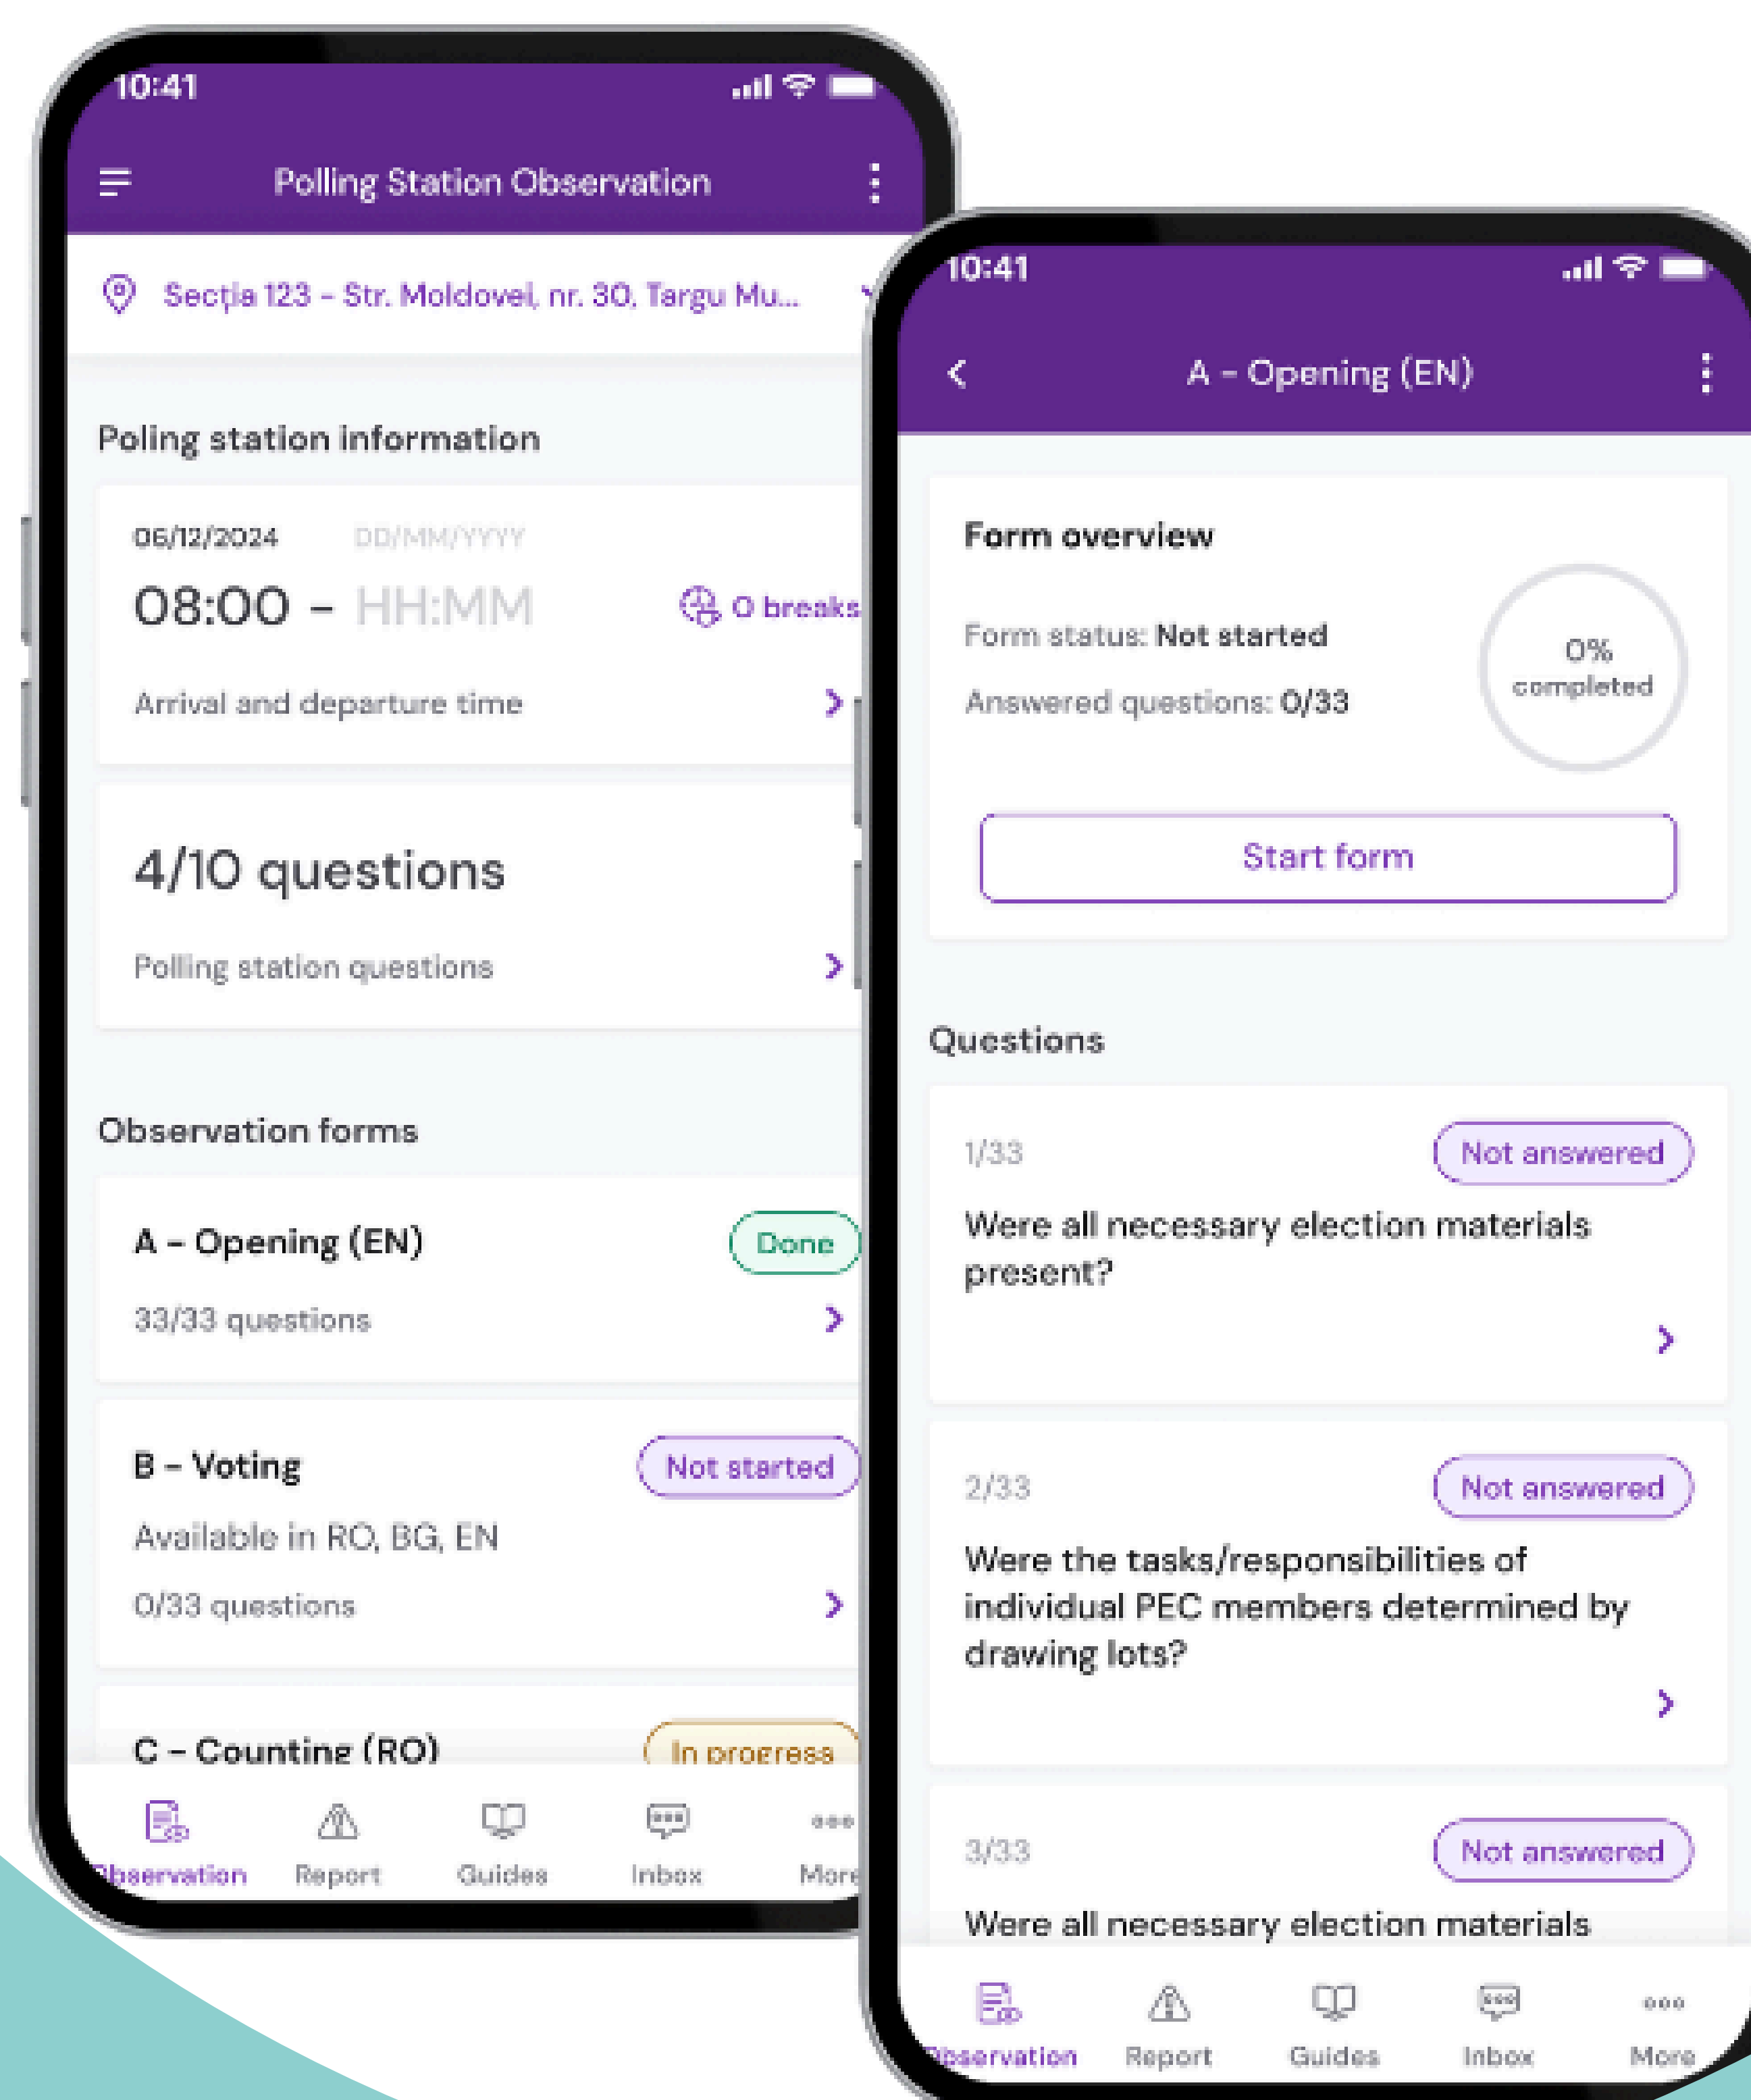 10:41
Polling Station Observation
Secția 123 - Str. Moldovei, nr. 30, Targu Mu...
Poling station information
06/12/2024 DD/MM/YYYY
08:00 - HH:MM
0 breaks
Arrival and departure time
4/10 questions
Polling station questions
Observation forms
A - Opening (EN)
Done
33/33 questions
B - Voting
Not started
Available in RO, BG, EN
0/33 questions
C - Counting (RO)
In progress
Observation
Report
Guides
Inbox
More
10:41
A - Opening (EN)
Form overview
Form status: Not started
Answered questions: 0/33
0%
completed
Start form
Questions
1/33
Not answered
Were all necessary election materials
present?
2/33
Not answered
Were the tasks/responsibilities of
individual PEC members determined by
drawing lots?
3/33
Not answered
Were all necessary election materials
Observation
Report
Guides
Inbox
More